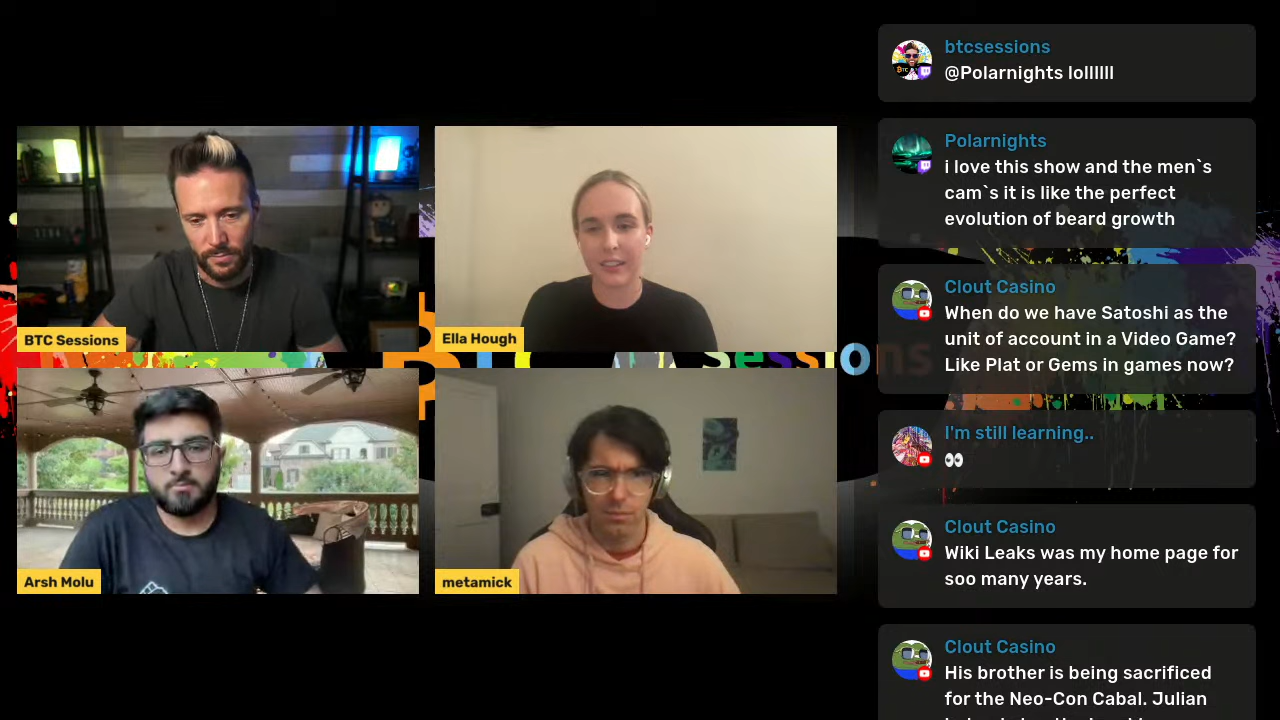 BTC Sessions
Ella Hough
Arsh Molu
metamick
btcsessions
@Polarnights lollllll
Polarnights
i love this show and the men`s
cam`s it is like the perfect
evolution of beard growth
Clout Casino
When do we have Satoshi as the
unit of account in a Video Game?
Like Plat or Gems in games now?
I'm still learning..
👀
Clout Casino
Wiki Leaks was my home page for
soo many years.
Clout Casino
His brother is being sacrificed
for the Neo-Con Cabal. Julian